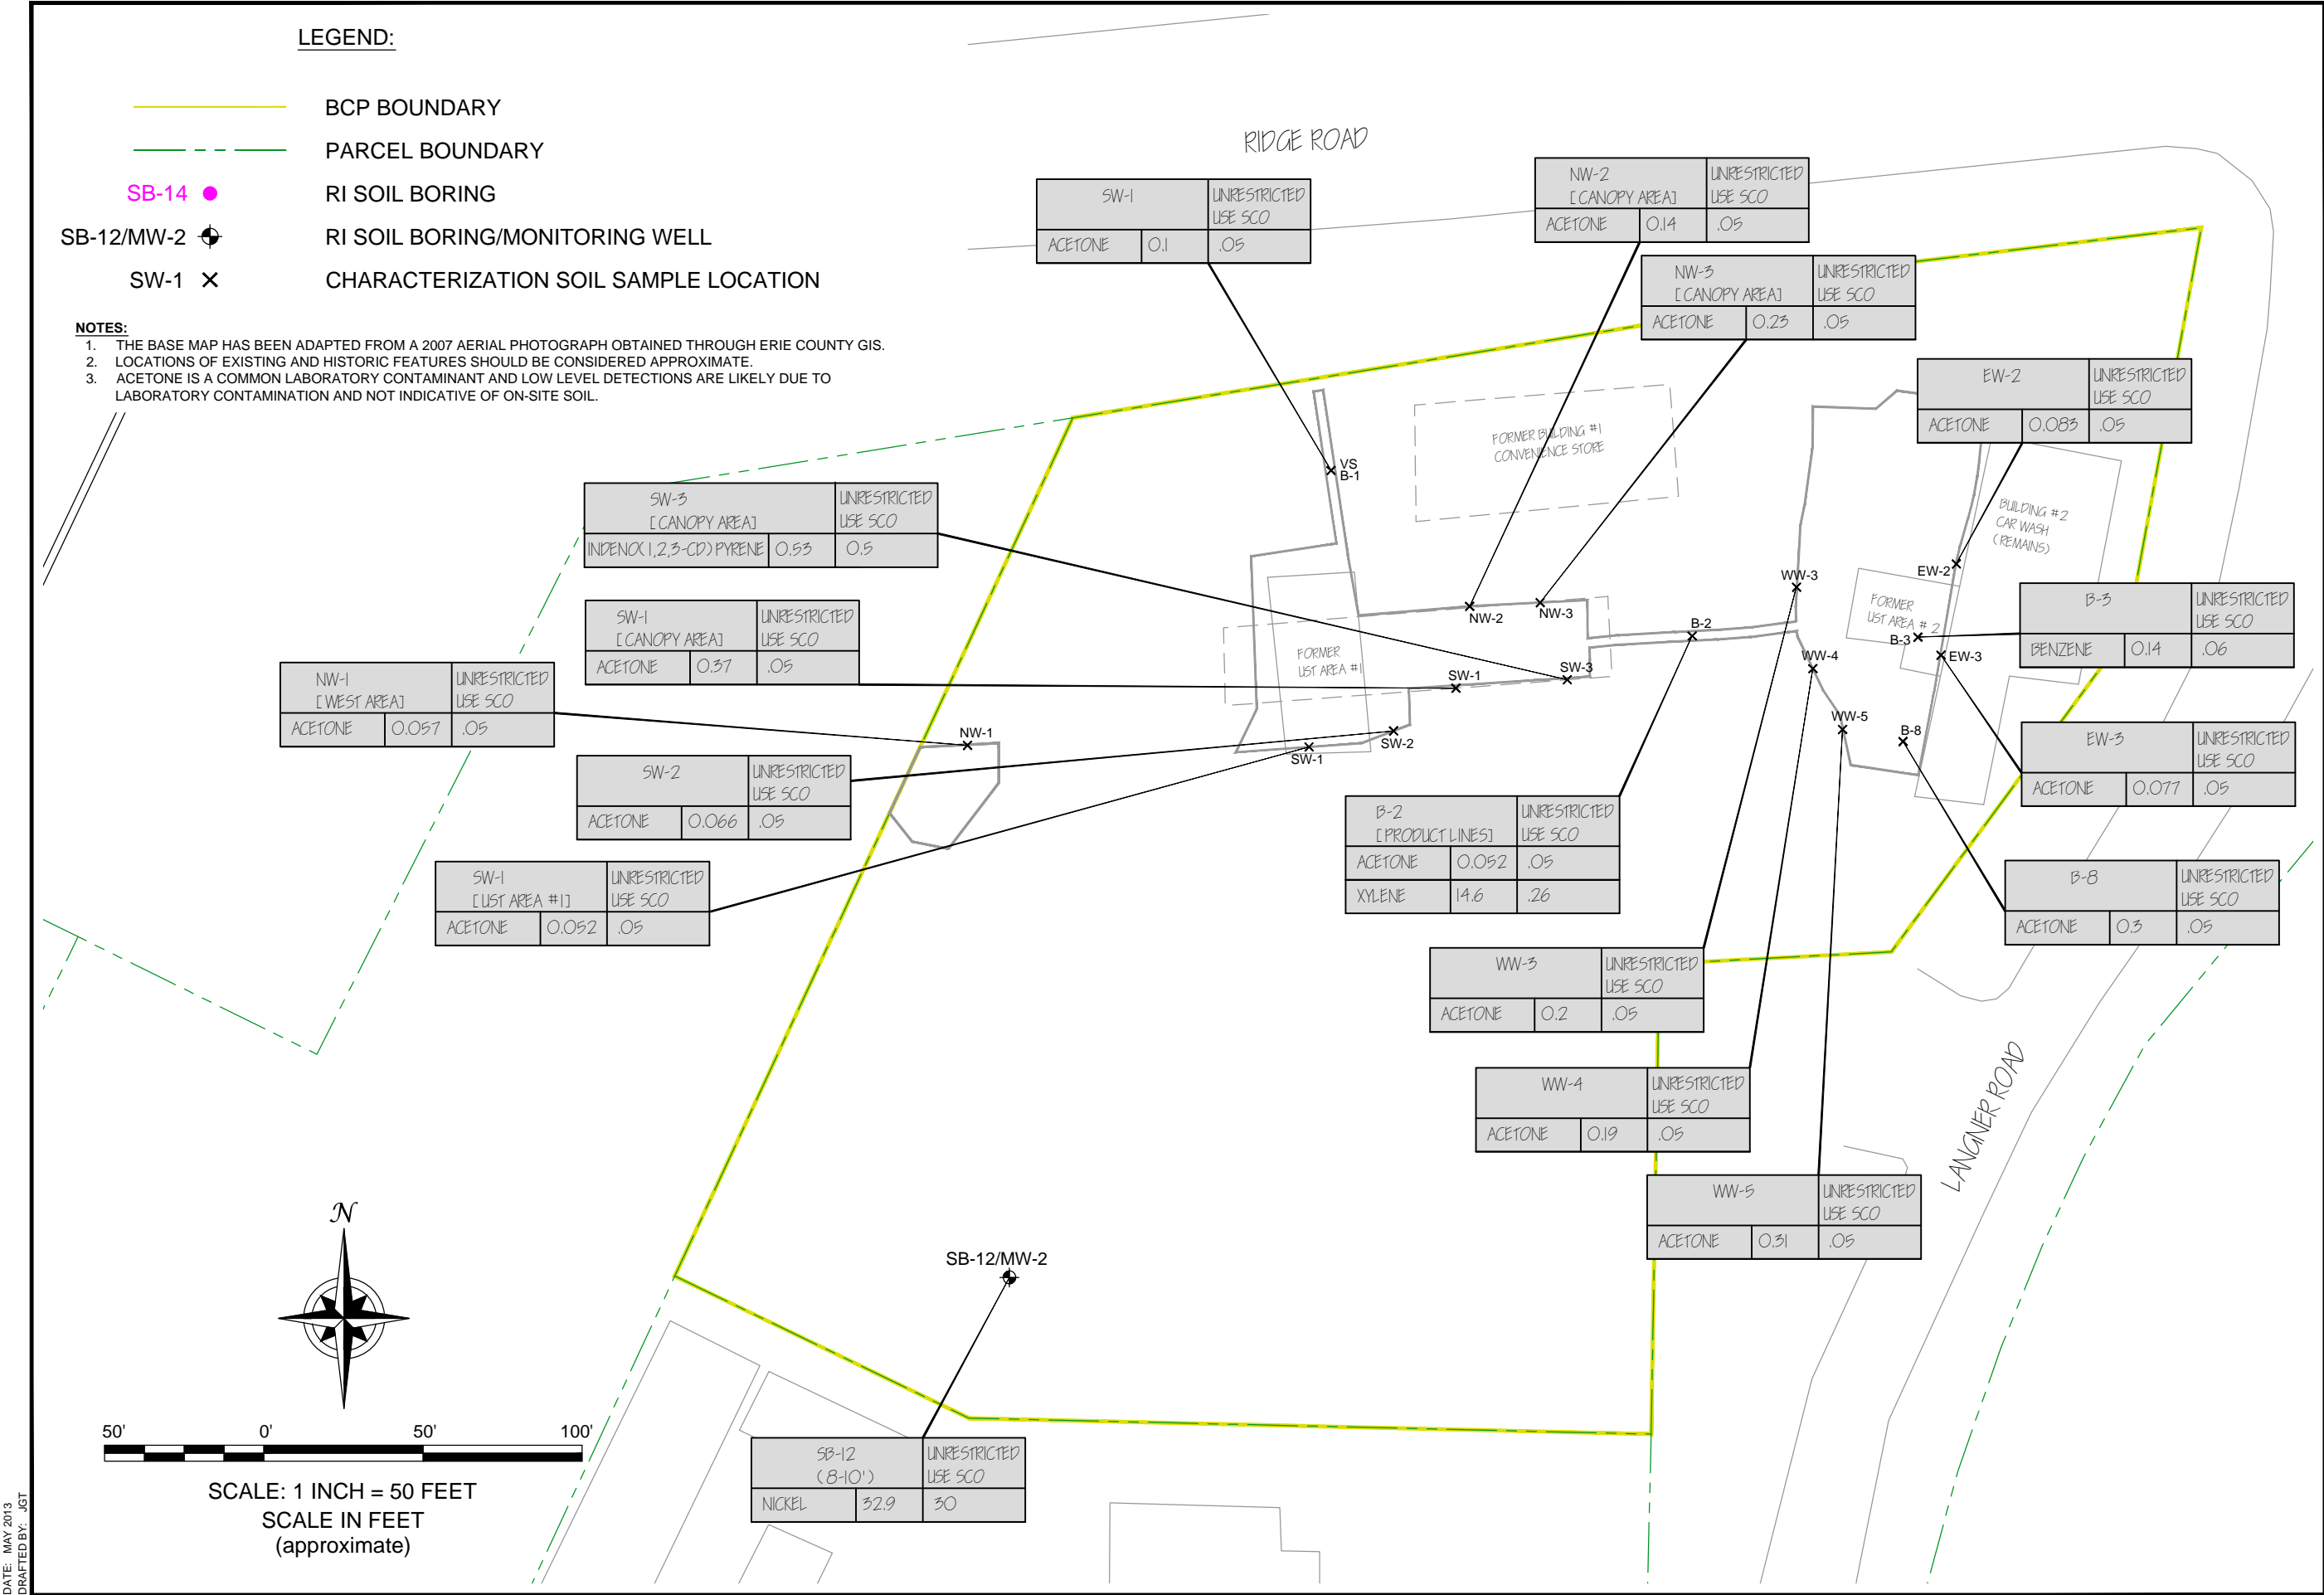 LEGEND:
BCP BOUNDARY
PARCEL BOUNDARY
SB-14 RI SOIL BORING
SB-12/MW-2 RI SOIL BORING/MONITORING WELL
SW-1 CHARACTERIZATION SOIL SAMPLE LOCATION
NOTES:
1. THE BASE MAP HAS BEEN ADAPTED FROM A 2007 AERIAL PHOTOGRAPH OBTAINED THROUGH ERIE COUNTY GIS.
2. LOCATIONS OF EXISTING AND HISTORIC FEATURES SHOULD BE CONSIDERED APPROXIMATE.
3. ACETONE IS A COMMON LABORATORY CONTAMINANT AND LOW LEVEL DETECTIONS ARE LIKELY DUE TO
LABORATORY CONTAMINATION AND NOT INDICATIVE OF ON-SITE SOIL.
RIDGE ROAD
SW-1 UNRESTRICTED
USE SCO
ACETONE 0.1 .05
NW-2 UNRESTRICTED
[CANOPY AREA] USE SCO
ACETONE 0.14 .05
NW-3 UNRESTRICTED
[CANOPY AREA] USE SCO
ACETONE 0.23 .05
EW-2 UNRESTRICTED
USE SCO
ACETONE 0.083 .05
FORMER BUILDING #1
CONVENIENCE STORE
VS
B-1
SW-3 UNRESTRICTED
[CANOPY AREA] USE SCO
INDENO(1,2,3-CD)PYRENE 0.53 0.5
BUILDING #2
CAR WASH
(REMAINS)
EW-2
WW-3
B-3 UNRESTRICTED
USE SCO
BENZENE 0.14 .06
SW-1 UNRESTRICTED
[CANOPY AREA] USE SCO
ACETONE 0.37 .05
NW-2
NW-3
B-2
FORMER
UST AREA # 2
B-3
EW-3
WW-4
FORMER
UST AREA #1
SW-1
SW-3
NW-1 UNRESTRICTED
[WEST AREA] USE SCO
ACETONE 0.057 .05
NW-1
SW-1
SW-2
WW-5
B-8
EW-3 UNRESTRICTED
USE SCO
ACETONE 0.077 .05
SW-2 UNRESTRICTED
USE SCO
ACETONE 0.066 .05
B-2 UNRESTRICTED
[PRODUCT LINES] USE SCO
ACETONE 0.052 .05
XYLENE 14.6 .26
SW-1 UNRESTRICTED
[UST AREA #1] USE SCO
ACETONE 0.052 .05
B-8 UNRESTRICTED
USE SCO
ACETONE 0.3 .05
WW-3 UNRESTRICTED
USE SCO
ACETONE 0.2 .05
WW-4 UNRESTRICTED
USE SCO
ACETONE 0.19 .05
LANGNER ROAD
WW-5 UNRESTRICTED
USE SCO
ACETONE 0.31 .05
N
SB-12/MW-2
SB-12 UNRESTRICTED
(8-10') USE SCO
NICKEL 32.9 30
50' 0' 50' 100'
SCALE: 1 INCH = 50 FEET
SCALE IN FEET
(approximate)
DATE: MAY 2013
DRAFTED BY: JGT